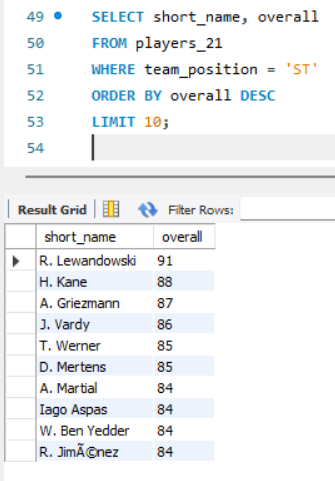 49 SELECT short_name, overall
50 FROM players_21
51 WHERE team_position = 'ST'
52 ORDER BY overall DESC
53 LIMIT 10;
54
Result Grid Filter Rows:
short_name overall
R. Lewandowski 91
H. Kane 88
A. Griezmann 87
J. Vardy 86
T. Werner 85
D. Mertens 85
A. Martial 84
Iago Aspas 84
W. Ben Yedder 84
R. JimÃ©nez 84